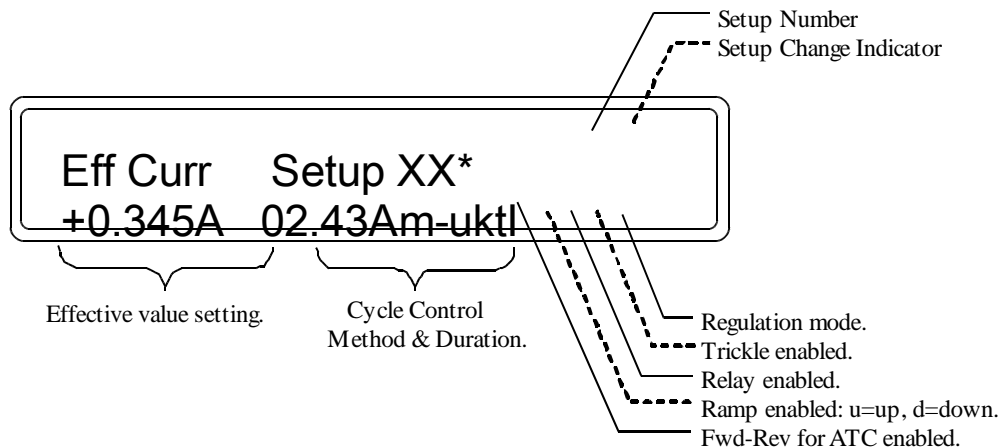 Setup Number
Setup Change Indicator
Eff Curr Setup XX*
+0.345A 02.43Am-uktl
Effective value setting.
Cycle Control
Method & Duration.
Regulation mode.
Trickle enabled.
Relay enabled.
Ramp enabled: u=up, d=down.
Fwd-Rev for ATC enabled.